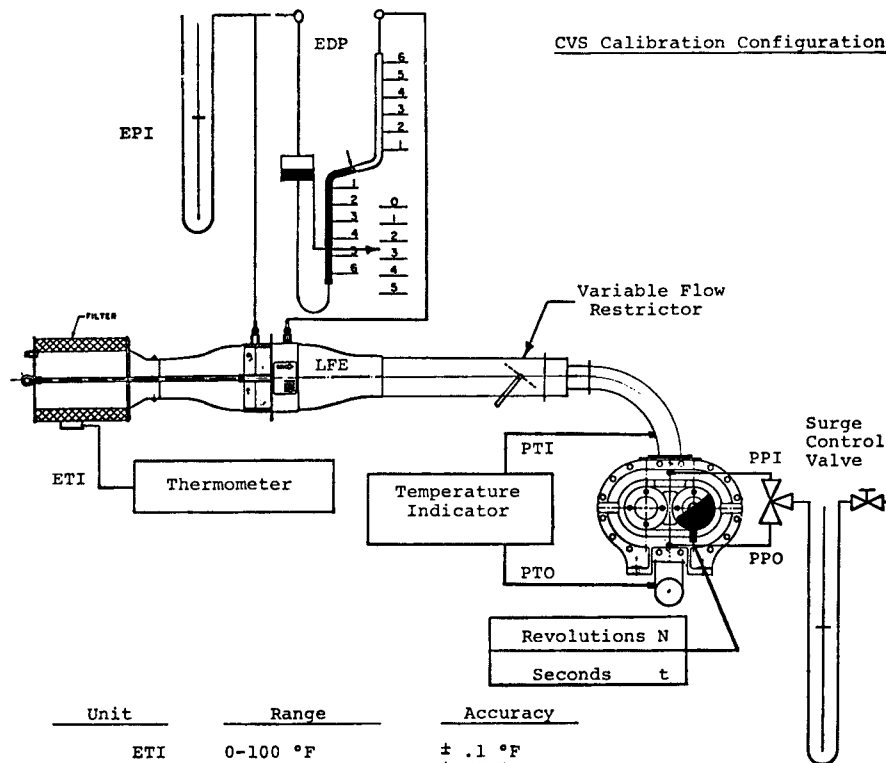 CVS Calibration Configuration
EDP
EPI
6
5
4
3
2
1
1
2
3
4
5
6
0
1
2
3
4
5
FILTER
LFE
Variable Flow
Restrictor
Surge
Control
Valve
ETI
Thermometer
PTI
Temperature
Indicator
PTO
PPI
PPO
Revolutions N
Seconds t
Unit Range Accuracy
ETI 0-100 °F ± .1 °F